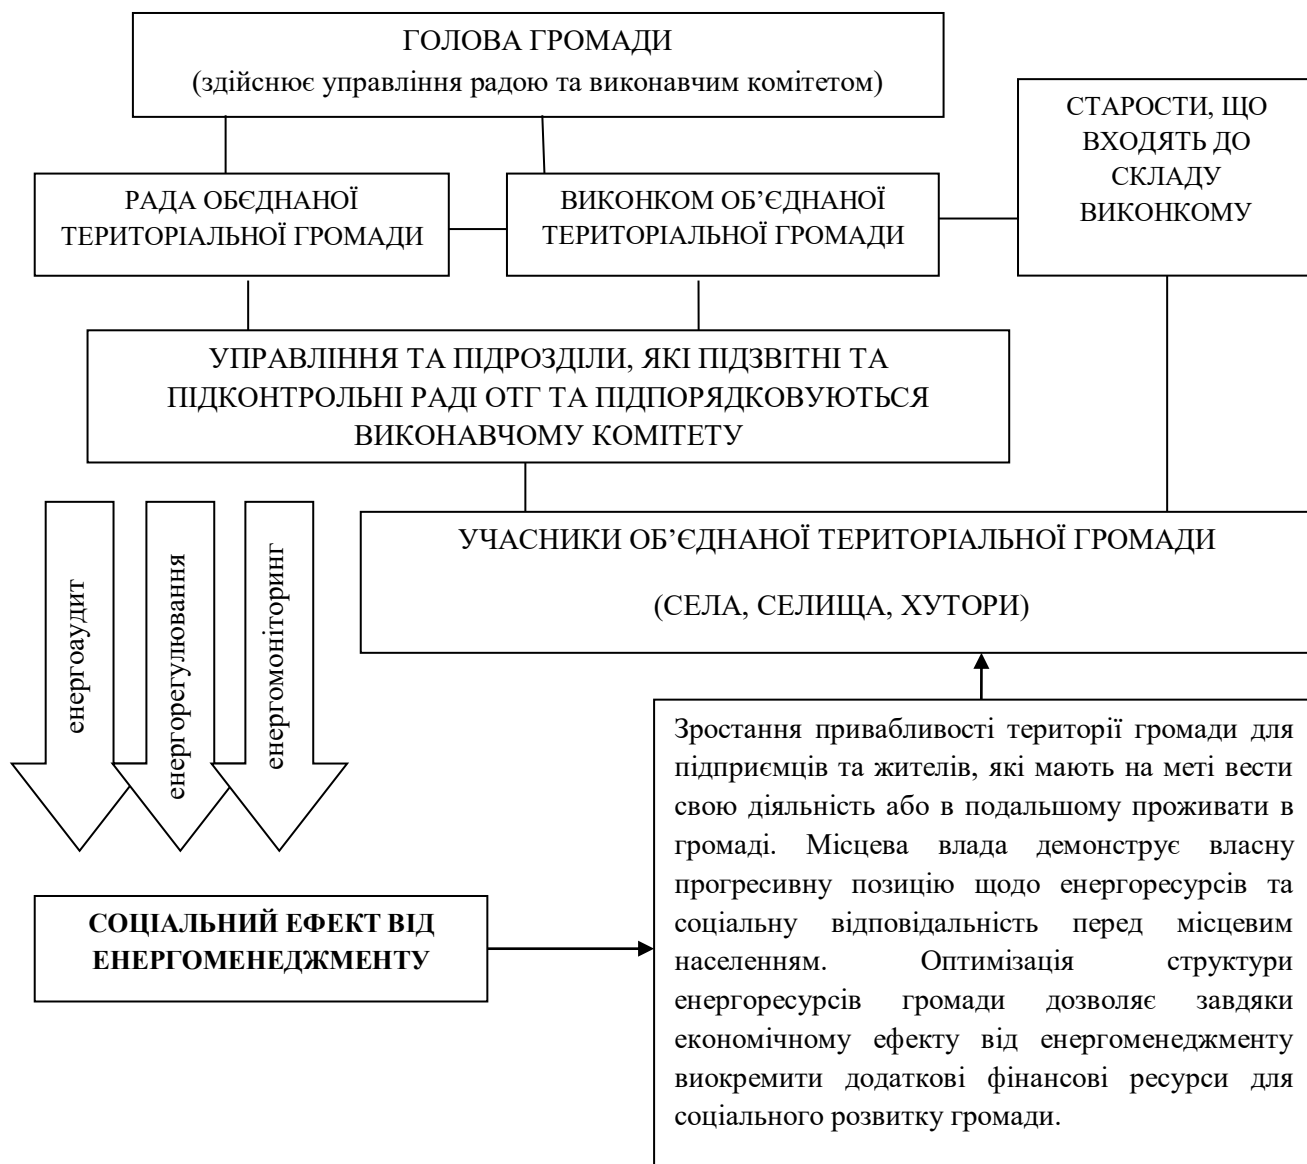 ГОЛОВА ГРОМАДИ
(здійснює управління радою та виконавчим комітетом)
СТАРОСТИ, ЩО
ВХОДЯТЬ ДО
СКЛАДУ
ВИКОНКОМУ
РАДА ОБЄДНАНОЇ
ТЕРИТОРІАЛЬНОЇ ГРОМАДИ
ВИКОНКОМ ОБ’ЄДНАНОЇ
ТЕРИТОРІАЛЬНОЇ ГРОМАДИ
УПРАВЛІННЯ ТА ПІДРОЗДІЛИ, ЯКІ ПІДЗВІТНІ ТА
ПІДКОНТРОЛЬНІ РАДІ ОТГ ТА ПІДПОРЯДКОВУЮТЬСЯ
ВИКОНАВЧОМУ КОМІТЕТУ
УЧАСНИКИ ОБ’ЄДНАНОЇ ТЕРИТОРІАЛЬНОЇ ГРОМАДИ
(СЕЛА, СЕЛИЩА, ХУТОРИ)
енергоаудит
енергорегулювання
енергомоніторинг
СОЦІАЛЬНИЙ ЕФЕКТ ВІД
ЕНЕРГОМЕНЕДЖМЕНТУ
Зростання привабливості території громади для
підприємців та жителів, які мають на меті вести
свою діяльність або в подальшому проживати в
громаді. Місцева влада демонструє власну
прогресивну позицію щодо енергоресурсів та
соціальну відповідальність перед місцевим
населенням. Оптимізація структури
енергоресурсів громади дозволяє завдяки
економічному ефекту від енергоменеджменту
виокремити додаткові фінансові ресурси для
соціального розвитку громади.